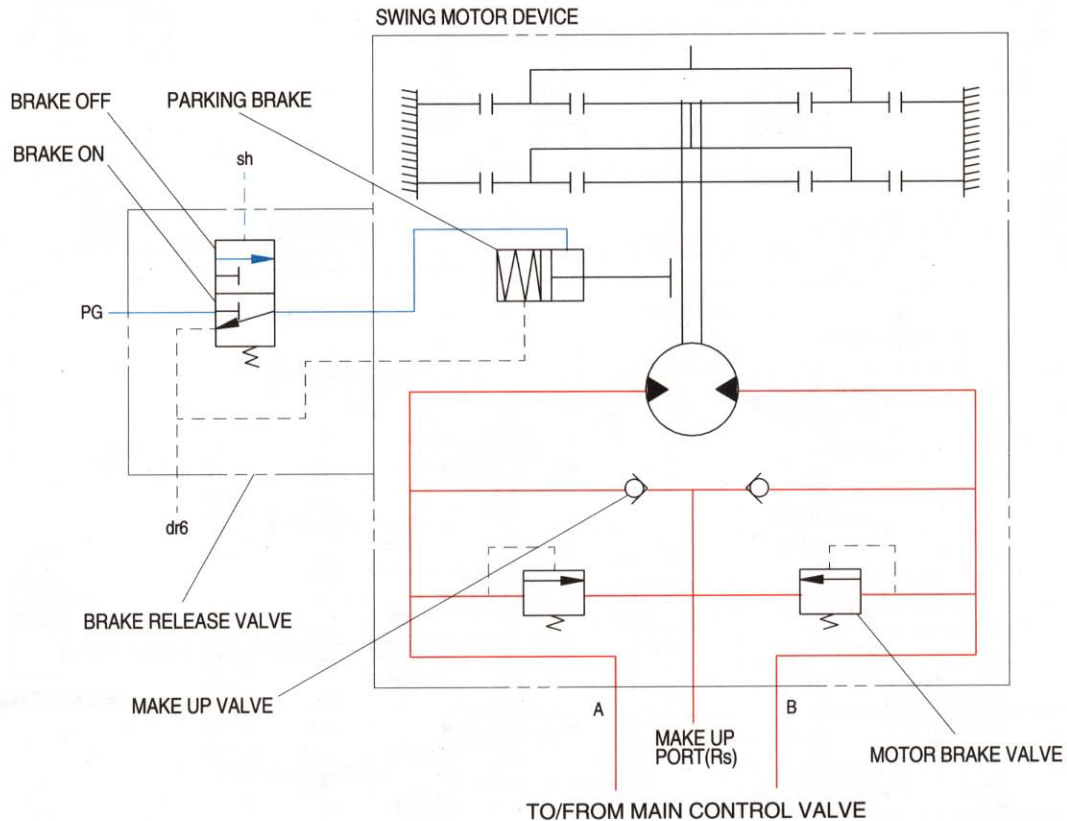 SWING MOTOR DEVICE
BRAKE OFF
PARKING BRAKE
BRAKE ON
sh
PG
dr6
BRAKE RELEASE VALVE
MAKE UP VALVE
A
B
MAKE UP
PORT(Rs)
MOTOR BRAKE VALVE
TO/FROM MAIN CONTROL VALVE